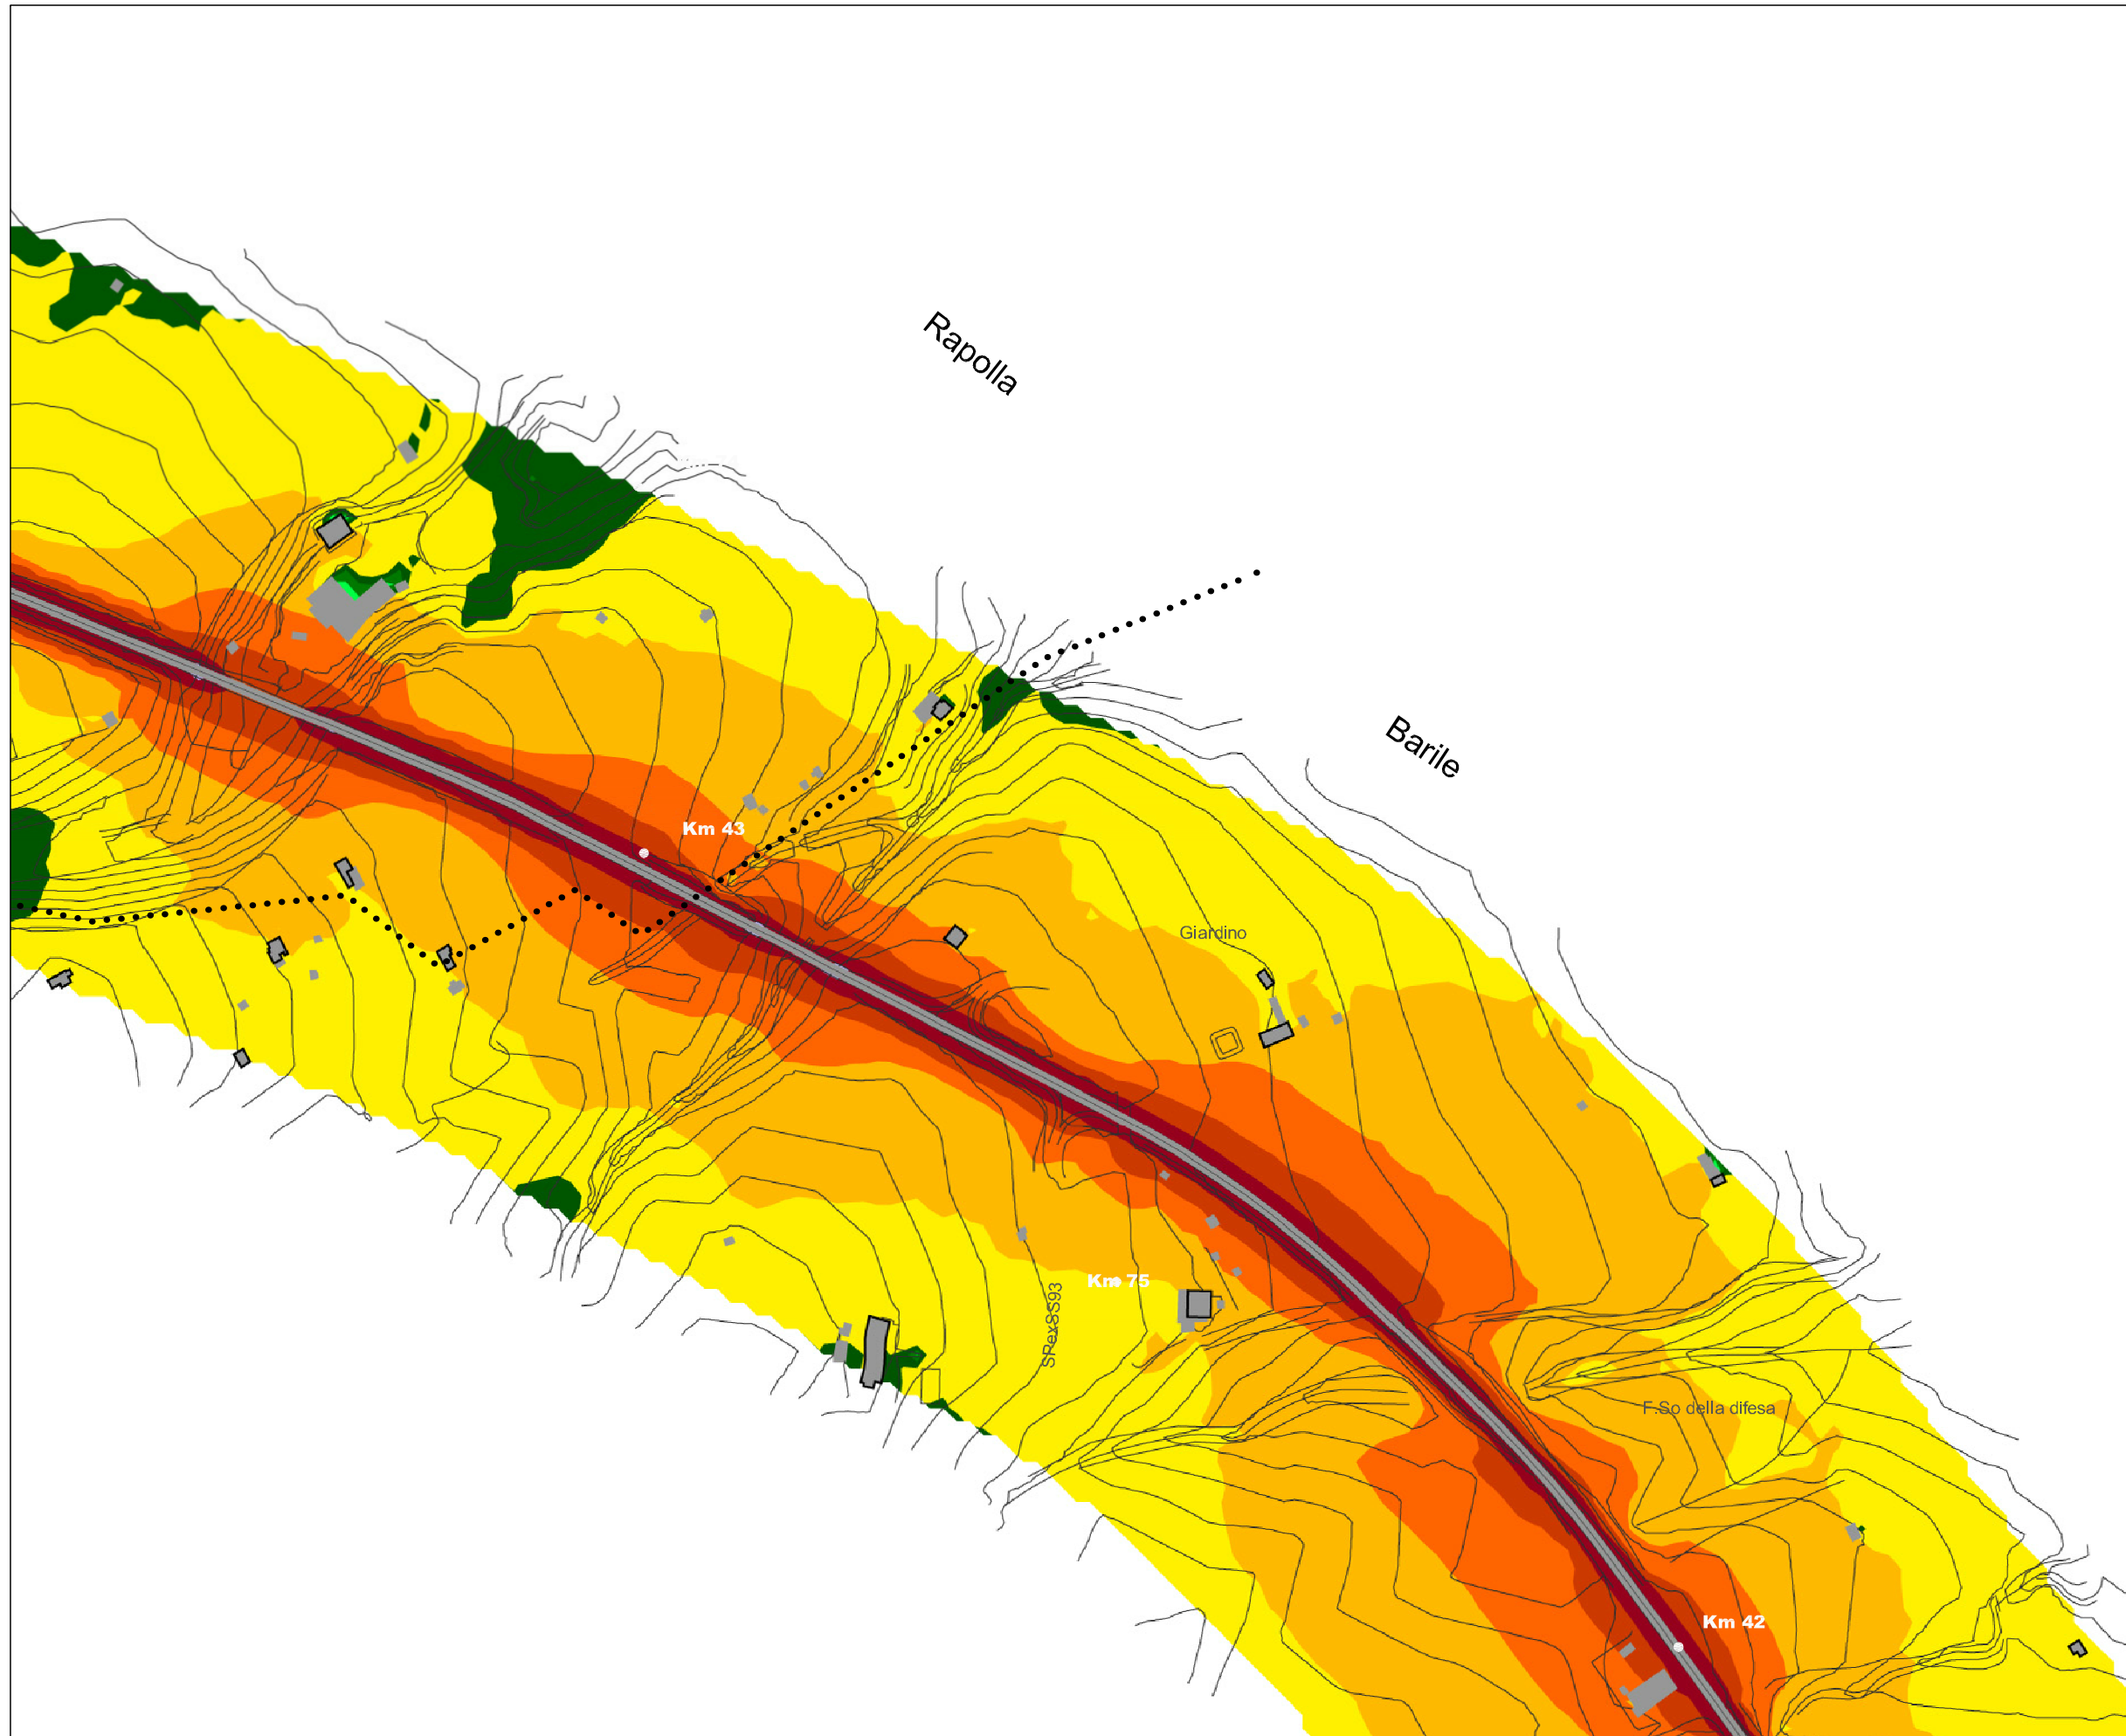 Rapolla
Barile
Km 43
Giardino
Km 75
SPexSS93
F.So della difesa
Km 42